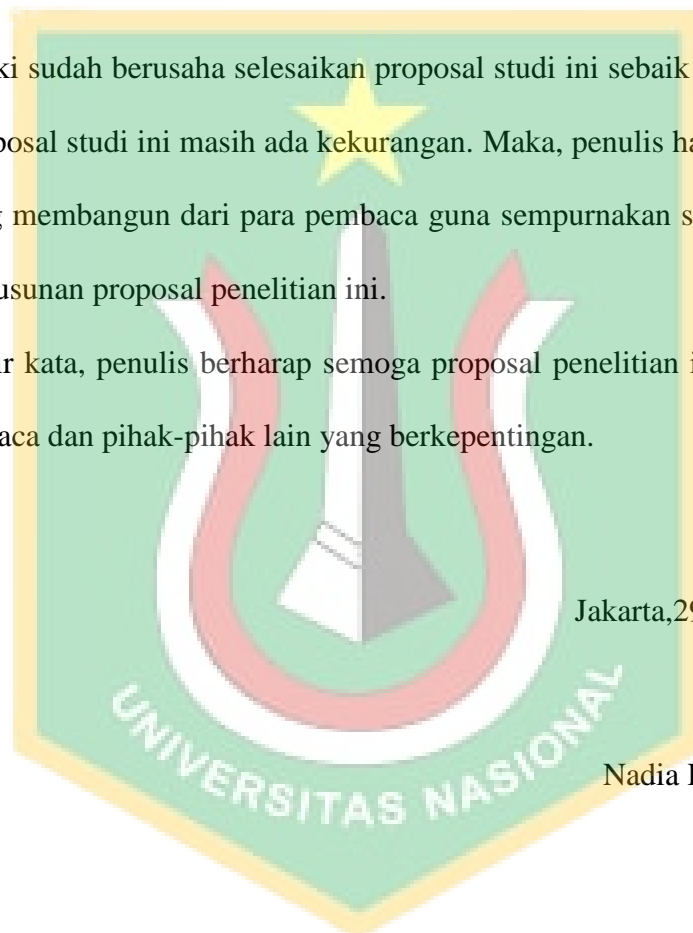 ki sudah berusaha selesaikan proposal studi ini sebaik
posal studi ini masih ada kekurangan. Maka, penulis ha
g membangun dari para pembaca guna sempurnakan s
usunan proposal penelitian ini.
ir kata, penulis berharap semoga proposal penelitian i
aca dan pihak-pihak lain yang berkepentingan.
Jakarta,29
Nadia
UNIVERSITAS NASIONAL